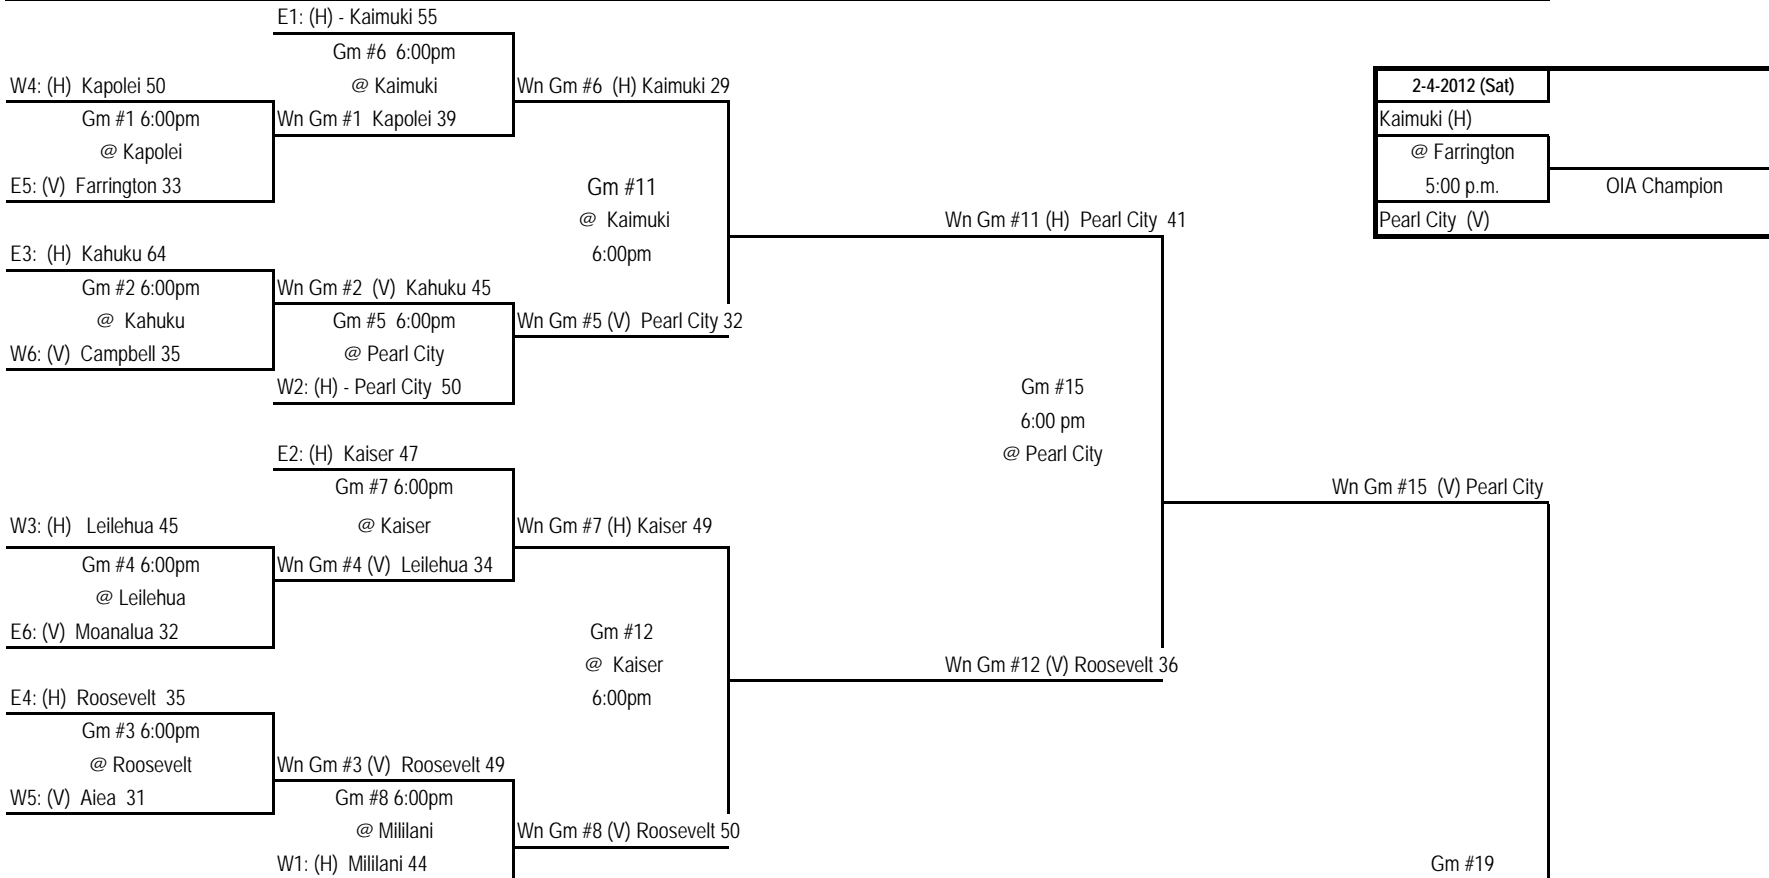 E1: (H) - Kaimuki 55
Gm #6 6:00pm
W4: (H) Kapolei 50
@ Kaimuki
Wn Gm #6 (H) Kaimuki 29
2-4-2012 (Sat)
Gm #1 6:00pm
Wn Gm #1 Kapolei 39
Kaimuki (H)
@ Kapolei
@ Farrington
E5: (V) Farrington 33
Gm #11
5:00 p.m.
OIA Champion
@ Kaimuki
Wn Gm #11 (H) Pearl City 41
Pearl City (V)
E3: (H) Kahuku 64
6:00pm
Gm #2 6:00pm
Wn Gm #2 (V) Kahuku 45
@ Kahuku
Gm #5 6:00pm
Wn Gm #5 (V) Pearl City 32
W6: (V) Campbell 35
@ Pearl City
W2: (H) - Pearl City 50
Gm #15
6:00 pm
E2: (H) Kaiser 47
@ Pearl City
Gm #7 6:00pm
Wn Gm #15 (V) Pearl City
W3: (H) Leilehua 45
@ Kaiser
Wn Gm #7 (H) Kaiser 49
Gm #4 6:00pm
Wn Gm #4 (V) Leilehua 34
@ Leilehua
E6: (V) Moanalua 32
Gm #12
@ Kaiser
Wn Gm #12 (V) Roosevelt 36
E4: (H) Roosevelt 35
6:00pm
Gm #3 6:00pm
@ Roosevelt
Wn Gm #3 (V) Roosevelt 49
W5: (V) Aiea 31
Gm #8 6:00pm
@ Mililani
Wn Gm #8 (V) Roosevelt 50
W1: (H) Mililani 44
Gm #19